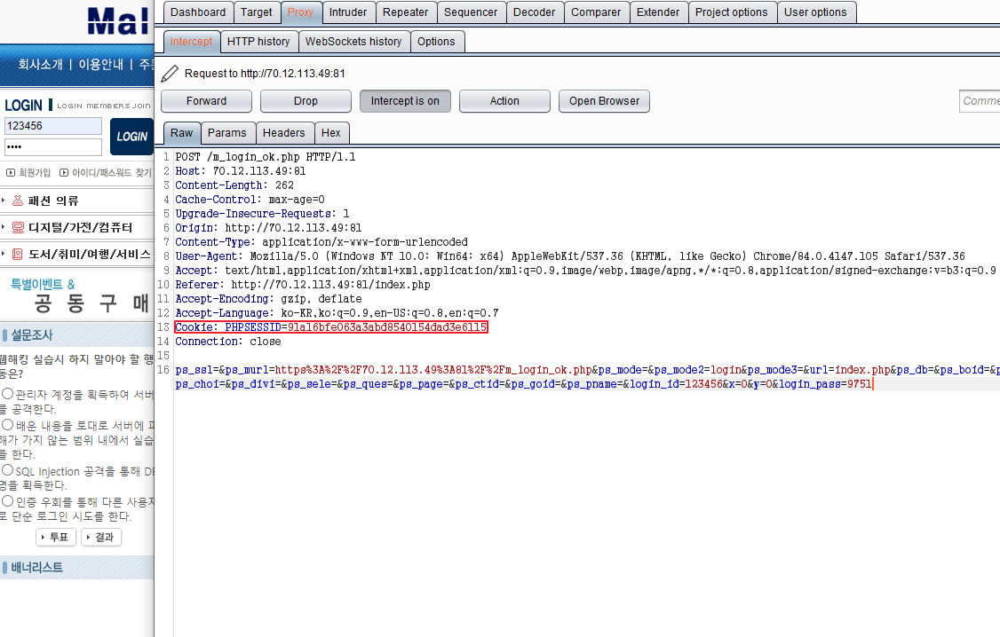 Mal
회사소개 | 이용안내 |
LOGIN LOGIN MEMBERS JOIN
123456
••••
LOGIN
회원가입 아이디/패스워드 찾기
패션 의류
디지털/가전/컴퓨터
도서/취미/여행/서비스
특별이벤트 &
공 동 구 매
설문조사
웹해킹 실습시 하지 말아야 할 행
동은?
관리자 계정을 획득하여 서버
를 공격한다.
배운 내용을 토대로 서버에 피
해가 가지 않는 범위 내에서 실습
을 한다.
SQL Injection 공격을 통해 DB
명을 획득한다.
인증 우회를 통해 다른 사용자
로 단순 로그인 시도를 한다.
투표 결과
배너리스트
Dashboard Target Proxy Intruder Repeater Sequencer Decoder Comparer Extender Project options User options
Intercept HTTP history WebSockets history Options
Request to http://70.12.113.49:81
Forward Drop Intercept is on Action Open Browser Comme
Raw Params Headers Hex
1 POST /m_login_ok.php HTTP/1.1
2 Host: 70.12.113.49:81
3 Content-Length: 262
4 Cache-Control: max-age=0
5 Upgrade-Insecure-Requests: 1
6 Origin: http://70.12.113.49:81
7 Content-Type: application/x-www-form-urlencoded
8 User-Agent: Mozilla/5.0 (Windows NT 10.0; Win64; x64) AppleWebKit/537.36 (KHTML, like Gecko) Chrome/84.0.4147.105 Safari/537.36
9 Accept: text/html,application/xhtml+xml,application/xml;q=0.9,image/webp,image/apng,*/*;q=0.8,application/signed-exchange;v=b3;q=0.9
10 Referer: http://70.12.113.49:81/index.php
11 Accept-Encoding: gzip, deflate
12 Accept-Language: ko-KR,ko;q=0.9,en-US;q=0.8,en;q=0.7
13 Cookie: PHPSESSID=91a16bfe063a3abd8540154dad3e6115
14 Connection: close
15
16 ps_ssl=&ps_murl=https%3A%2F%2F70.12.113.49%3A81%2F%2Fm_login_ok.php&ps_mode=&ps_mode2=login&ps_mode3=&url=index.php&ps_db=&ps_boid=&p
ps_choi=&ps_divi=&ps_sele=&ps_ques=&ps_page=&ps_ctid=&ps_goid=&ps_pname=&login_id=123456&x=0&y=0&login_pass=9751